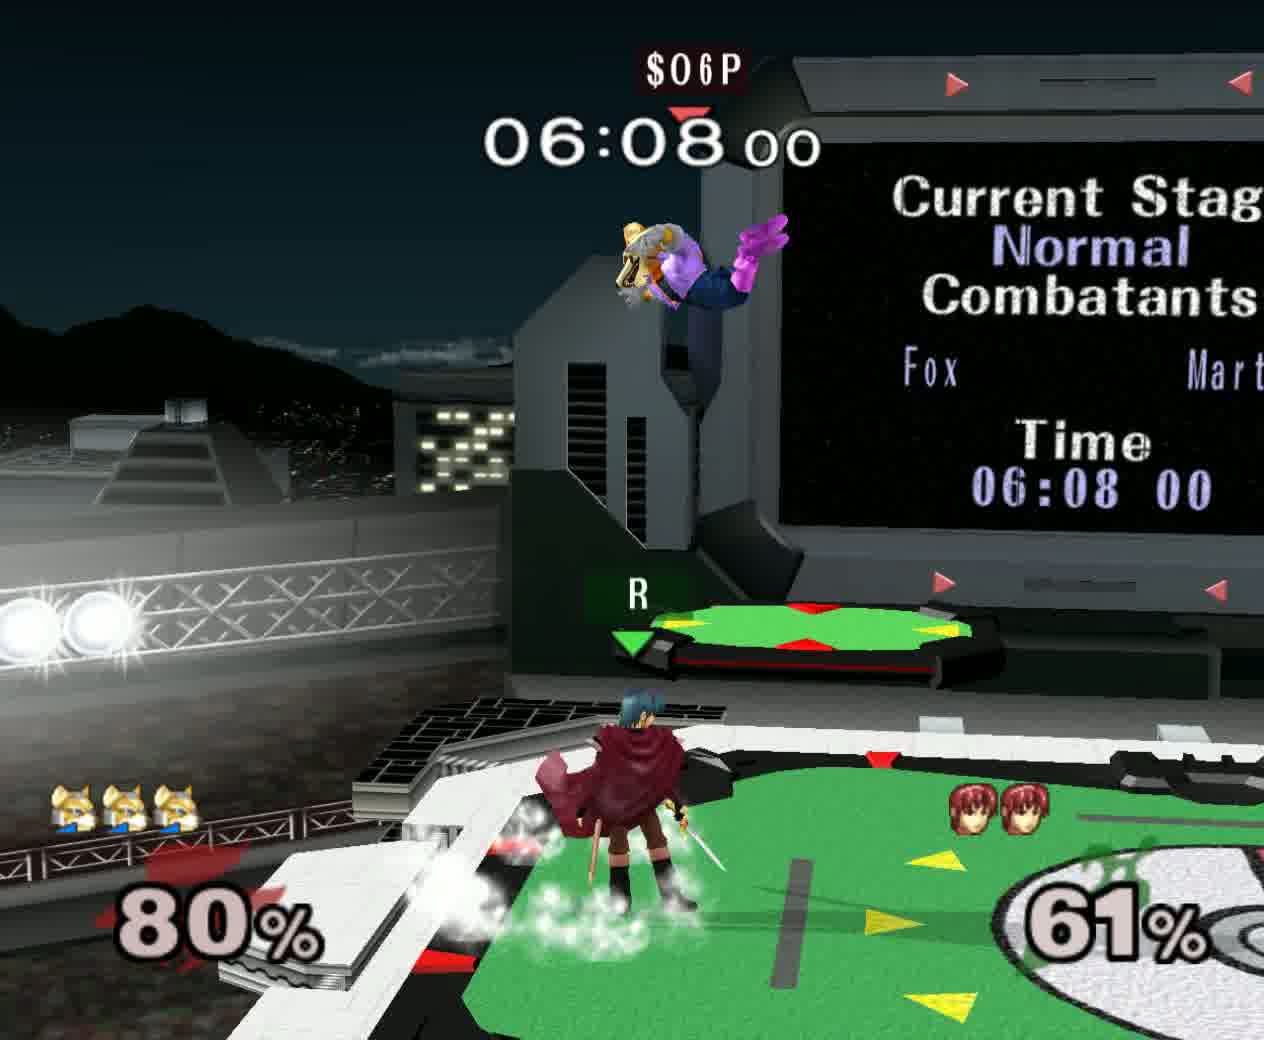 $06P
06:08 00
Current Stag
Normal
Combatants
Fox Mart
Time
06:08 00
R
80%
61%